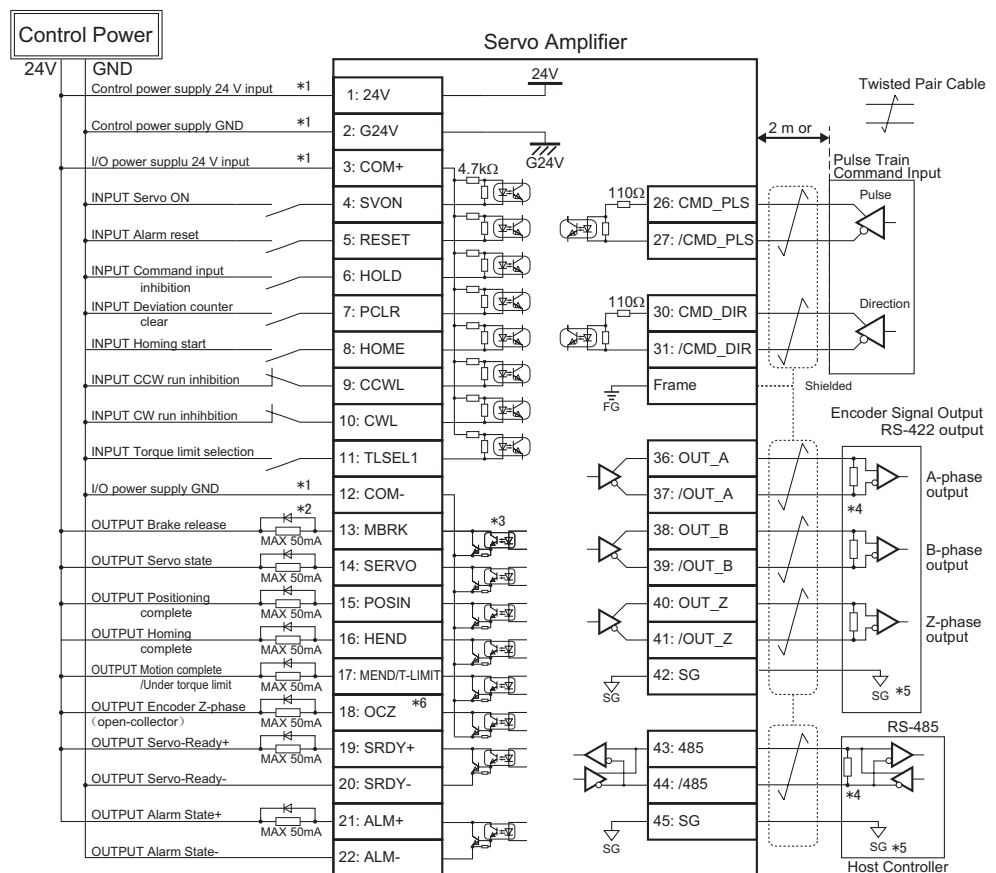 Control Power
24V GND
Servo Amplifier
Control power supply 24 V input *1
1: 24V
24V
Control power supply GND *1
2: G24V
G24V
I/O power supplu 24 V input *1
3: COM+
4.7kΩ
INPUT Servo ON
4: SVON
INPUT Alarm reset
5: RESET
INPUT Command input
inhibition
6: HOLD
INPUT Deviation counter
clear
7: PCLR
INPUT Homing start
8: HOME
INPUT CCW run inhibition
9: CCWL
INPUT CW run inhihbition
10: CWL
INPUT Torque limit selection
11: TLSEL1
I/O power supply GND *1
12: COM-
OUTPUT Brake release
*2
MAX 50mA
13: MBRK
*3
OUTPUT Servo state
MAX 50mA
14: SERVO
OUTPUT Positioning
complete
MAX 50mA
15: POSIN
OUTPUT Homing
complete
MAX 50mA
16: HEND
OUTPUT Motion complete
/Under torque limit
MAX 50mA
17: MEND/T-LIMIT
OUTPUT Encoder Z-phase
(open-collector)
MAX 50mA
18: OCZ *6
OUTPUT Servo-Ready+
MAX 50mA
19: SRDY+
OUTPUT Servo-Ready-
20: SRDY-
OUTPUT Alarm State+
MAX 50mA
21: ALM+
OUTPUT Alarm State-
22: ALM-
Twisted Pair Cable
2 m or
Pulse Train
Command Input
110Ω
26: CMD_PLS
27: /CMD_PLS
Pulse
110Ω
30: CMD_DIR
31: /CMD_DIR
Direction
FG
Frame
Shielded
Encoder Signal Output
RS-422 output
36: OUT_A
37: /OUT_A
*4
A-phase
output
38: OUT_B
39: /OUT_B
B-phase
output
40: OUT_Z
41: /OUT_Z
Z-phase
output
SG
42: SG
SG *5
RS-485
43: 485
44: /485
*4
SG
45: SG
SG *5
Host Controller